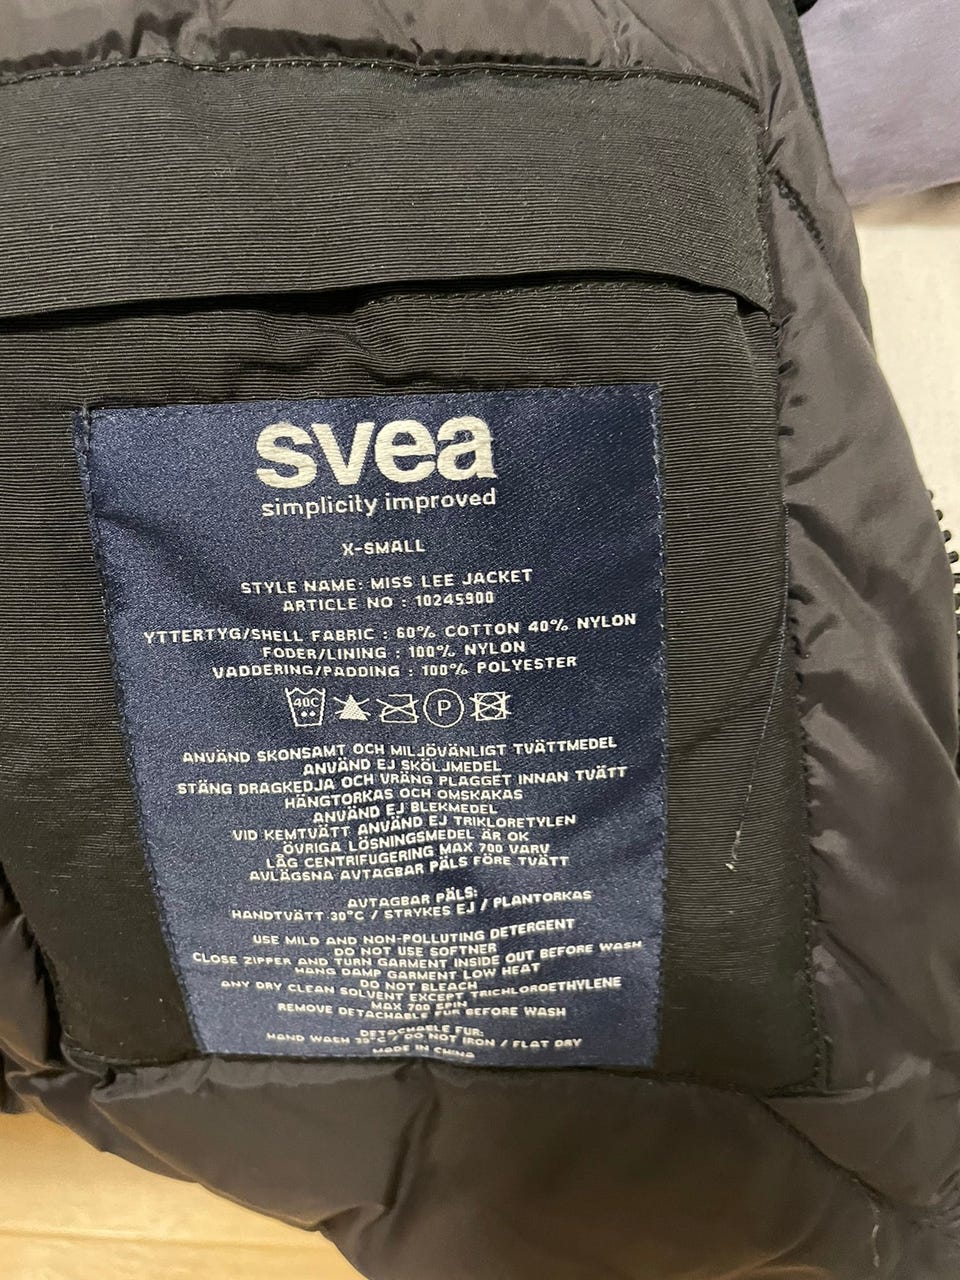 svea
simplicity improved
X-SMALL
STYLE NAME: MISS LEE JACKET
ARTICLE NO : 10245900
YTTERTYG/SHELL FABRIC : 60% COTTON 40% NYLON
FODER/LINING : 100% NYLON
VADDERING/PADDING : 100% POLYESTER
40C P
ANVÄND SKONSAMT OCH MILJÖVÄNLIGT TVÄTTMEDEL
ANVÄND EJ SKÖLJMEDEL
STÄNG DRAGKEDJA OCH VRÄNG PLAGGET INNAN TVÄTT
HÄNGTORKAS OCH OMSKAKAS
ANVÄND EJ BLEKMEDEL
VID KEMTVÄTT ANVÄND EJ TRIKLORETYLEN
ÖVRIGA LÖSNINGSMEDEL ÄR OK
LÅG CENTRIFUGERING MAX 700 VARV
AVLÄGSNA AVTAGBAR PÄLS FÖRE TVÄTT
AVTAGBAR PÄLS:
HANDTVÄTT 30°C / STRYKES EJ / PLANTORKAS
USE MILD AND NON-POLLUTING DETERGENT
DO NOT USE SOFTNER
CLOSE ZIPPER AND TURN GARMENT INSIDE OUT BEFORE WASH
HANG DAMP GARMENT LOW HEAT
DO NOT BLEACH
ANY DRY CLEAN SOLVENT EXCEPT TRICHLOROETHYLENE
MAX 700 SPIN
REMOVE DETACHABLE FUR BEFORE WASH
DETACHABLE FUR:
HAND WASH 30°C / DO NOT IRON / FLAT DRY
MADE IN CHINA